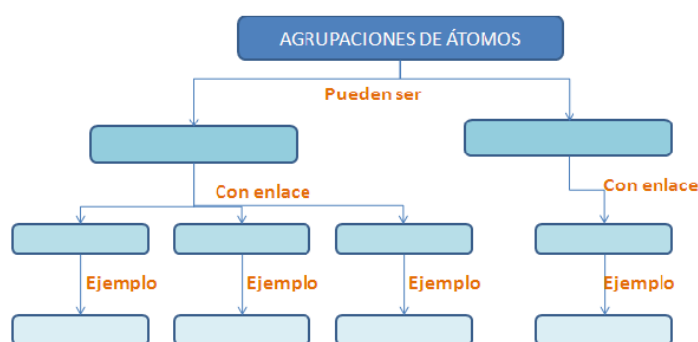 AGRUPACIONES DE ÁTOMOS
Pueden ser
Con enlace
Con enlace
Ejemplo
Ejemplo
Ejemplo
Ejemplo